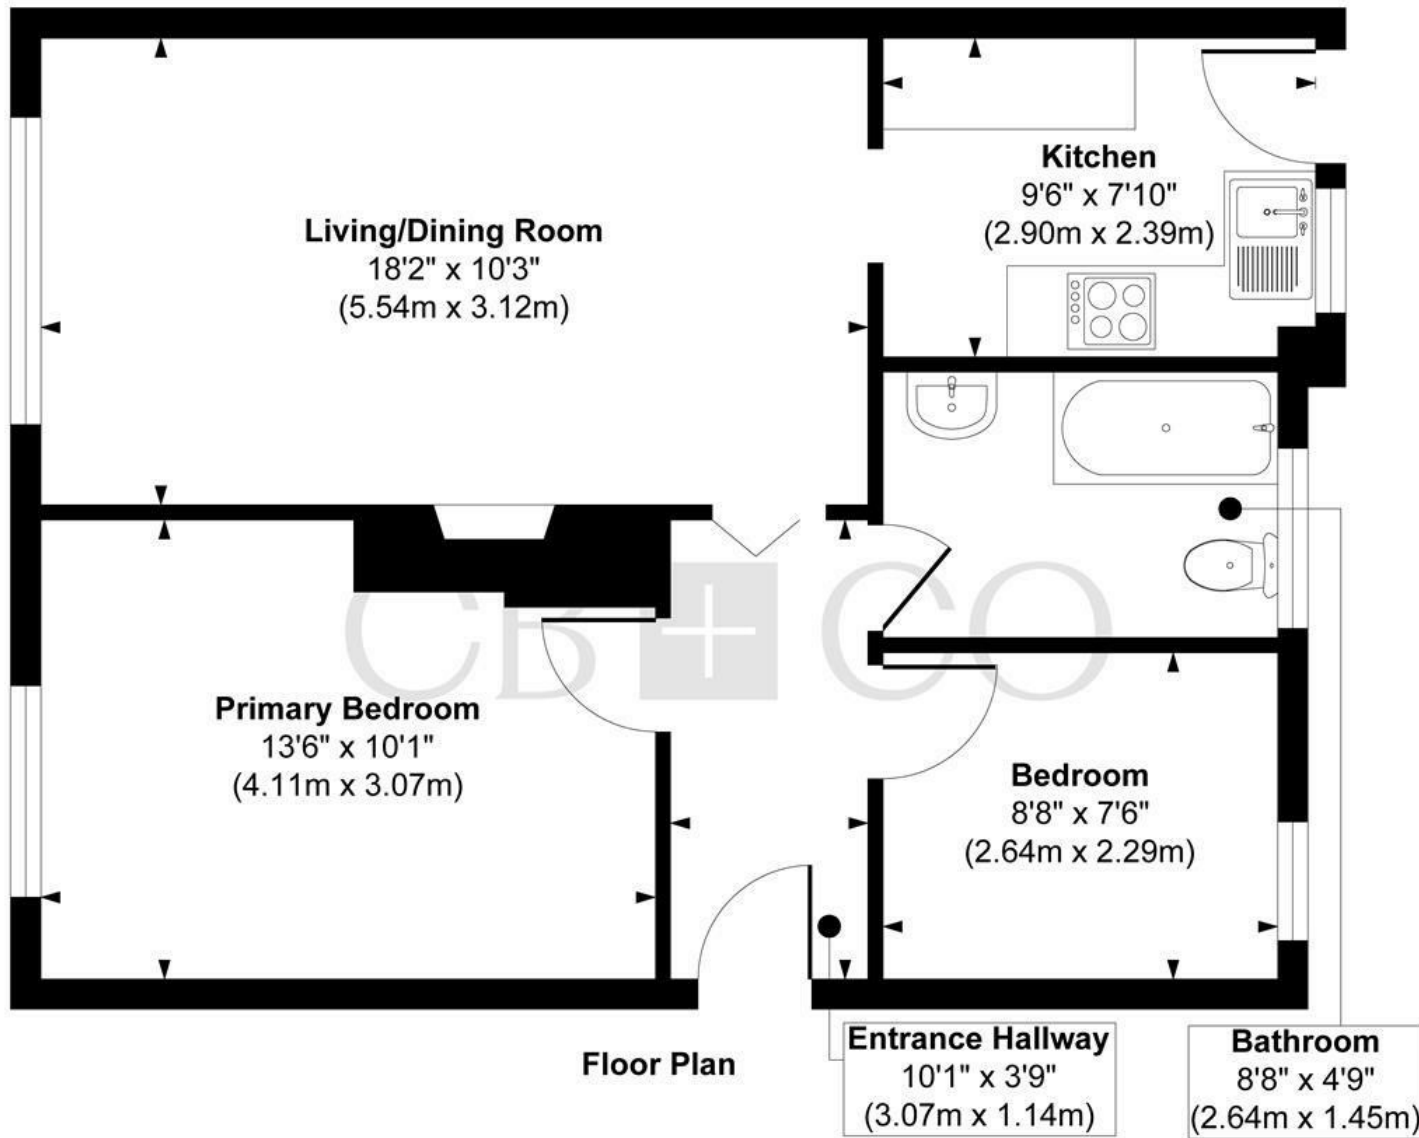 Kitchen
9'6" x 7'10"
(2.90m x 2.39m)
Living/Dining Room
18'2" x 10'3"
(5.54m x 3.12m)
CB+CO
Primary Bedroom
13'6" x 10'1"
(4.11m x 3.07m)
Bedroom
8'8" x 7'6"
(2.64m x 2.29m)
Floor Plan
Entrance Hallway
10'1" x 3'9"
(3.07m x 1.14m)
Bathroom
8'8" x 4'9"
(2.64m x 1.45m)